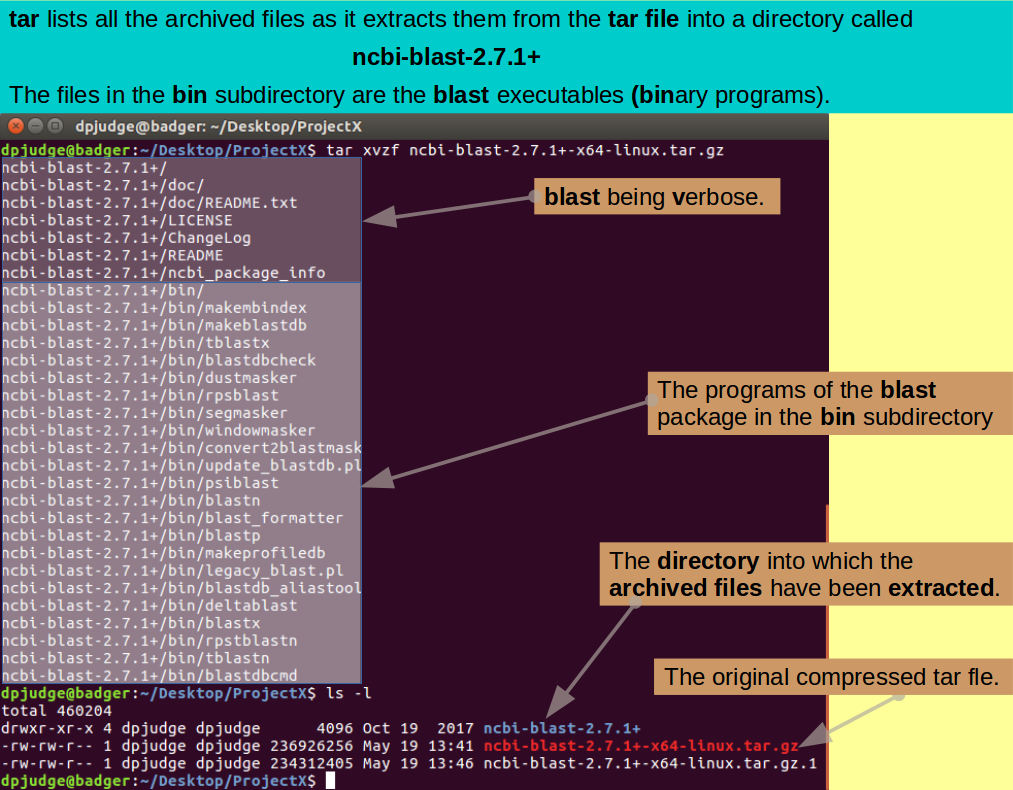 tar lists all the archived files as it extracts them from the tar file into a directory called
ncbi-blast-2.7.1+
The files in the bin subdirectory are the blast executables (binary programs).
dpjudge@badger: ~/Desktop/ProjectX
dpjudge@badger:~/Desktop/ProjectX$ tar xvzf ncbi-blast-2.7.1+-x64-linux.tar.gz
ncbi-blast-2.7.1+/
ncbi-blast-2.7.1+/doc/
ncbi-blast-2.7.1+/doc/README.txt
ncbi-blast-2.7.1+/LICENSE
ncbi-blast-2.7.1+/ChangeLog
ncbi-blast-2.7.1+/README
ncbi-blast-2.7.1+/ncbi_package_info
ncbi-blast-2.7.1+/bin/
ncbi-blast-2.7.1+/bin/makembindex
ncbi-blast-2.7.1+/bin/makeblastdb
ncbi-blast-2.7.1+/bin/tblastx
ncbi-blast-2.7.1+/bin/blastdbcheck
ncbi-blast-2.7.1+/bin/dustmasker
ncbi-blast-2.7.1+/bin/rpsblast
ncbi-blast-2.7.1+/bin/segmasker
ncbi-blast-2.7.1+/bin/windowmasker
ncbi-blast-2.7.1+/bin/convert2blastmask
ncbi-blast-2.7.1+/bin/update_blastdb.pl
ncbi-blast-2.7.1+/bin/psiblast
ncbi-blast-2.7.1+/bin/blastn
ncbi-blast-2.7.1+/bin/blast_formatter
ncbi-blast-2.7.1+/bin/blastp
ncbi-blast-2.7.1+/bin/makeprofiledb
ncbi-blast-2.7.1+/bin/legacy_blast.pl
ncbi-blast-2.7.1+/bin/blastdb_aliastool
ncbi-blast-2.7.1+/bin/deltablast
ncbi-blast-2.7.1+/bin/blastx
ncbi-blast-2.7.1+/bin/rpstblastn
ncbi-blast-2.7.1+/bin/tblastn
ncbi-blast-2.7.1+/bin/blastdbcmd
blast being verbose.
The programs of the blast
package in the bin subdirectory
The directory into which the
archived files have been extracted.
The original compressed tar fle.
dpjudge@badger:~/Desktop/ProjectX$ ls -l
total 460204
drwxr-xr-x 4 dpjudge dpjudge      4096 Oct 19  2017 ncbi-blast-2.7.1+
-rw-rw-r-- 1 dpjudge dpjudge 236926256 May 19 13:41 ncbi-blast-2.7.1+-x64-linux.tar.gz
-rw-rw-r-- 1 dpjudge dpjudge 234312405 May 19 13:46 ncbi-blast-2.7.1+-x64-linux.tar.gz.1
dpjudge@badger:~/Desktop/ProjectX$